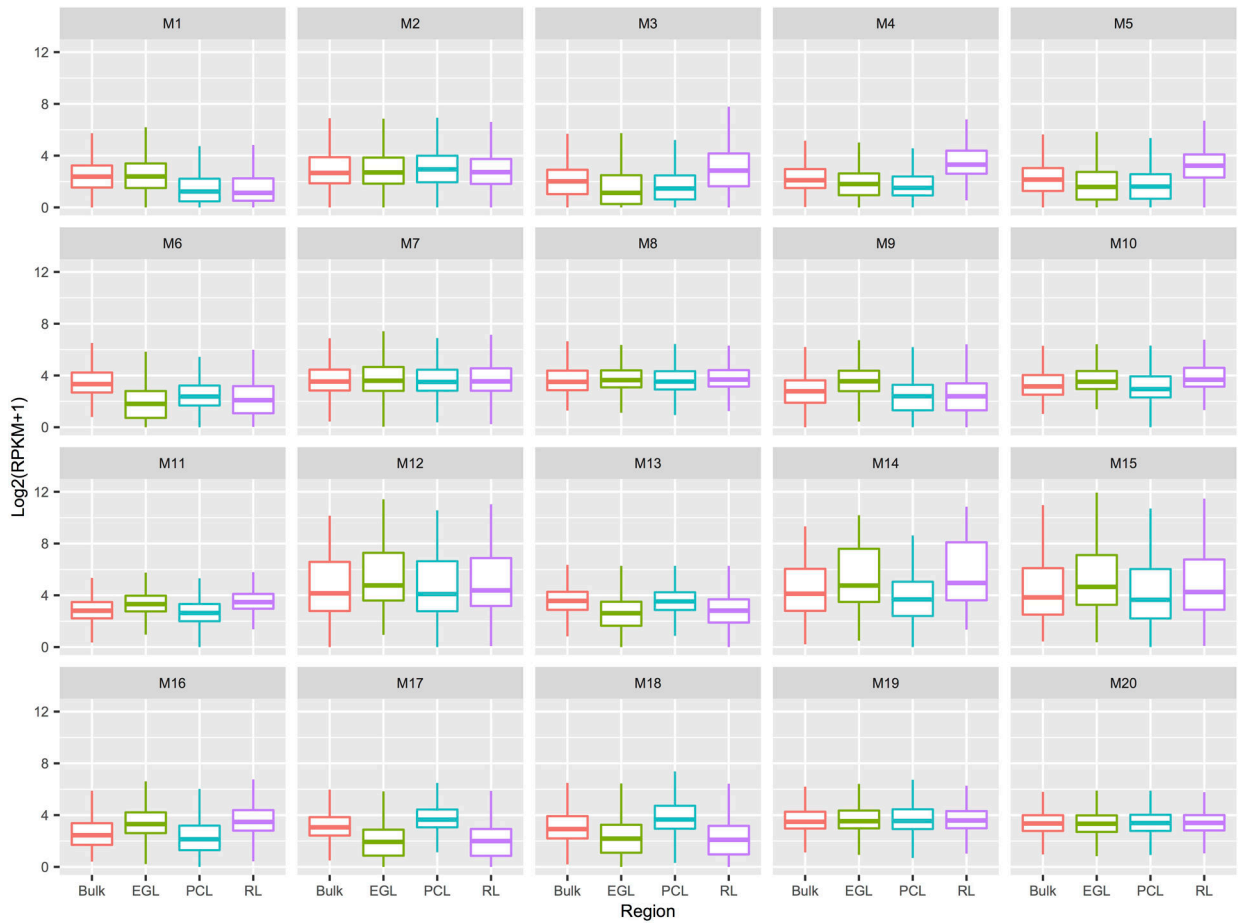 M1 M2 M3 M4 M5
12
8
4
0
M6 M7 M8 M9 M10
12
8
4
0
Log2(RPKM+1)
M11 M12 M13 M14 M15
12
8
4
0
M16 M17 M18 M19 M20
12
8
4
0
Bulk EGL PCL RL Bulk EGL PCL RL Bulk EGL PCL RL Bulk EGL PCL RL Bulk EGL PCL RL
Region